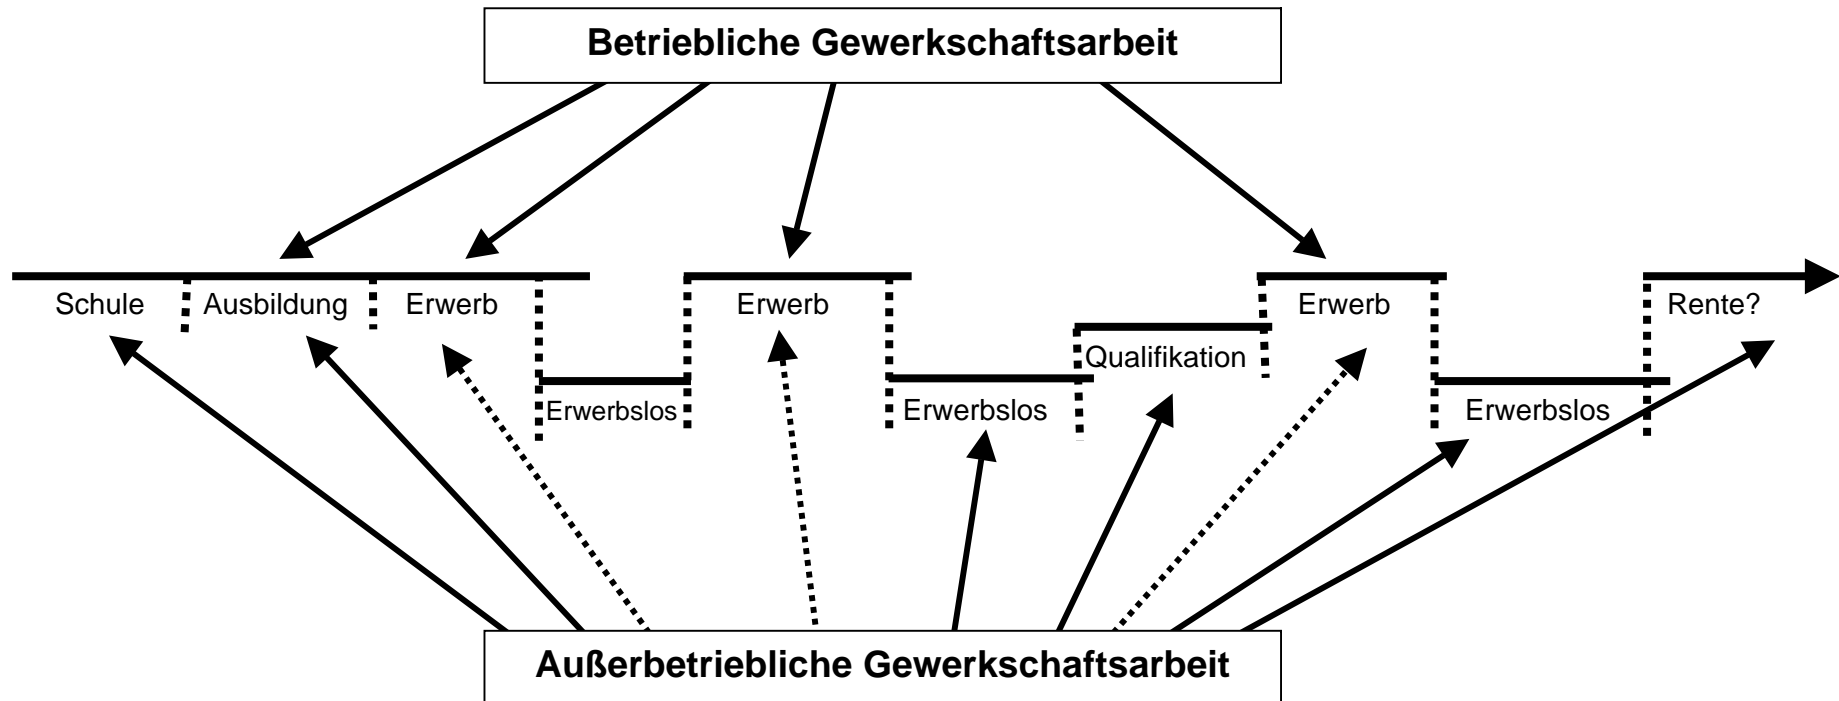 Betriebliche Gewerkschaftsarbeit
Schule Ausbildung Erwerb Erwerb Erwerb Rente?
Qualifikation
Erwerbslos Erwerbslos Erwerbslos
Außerbetriebliche Gewerkschaftsarbeit